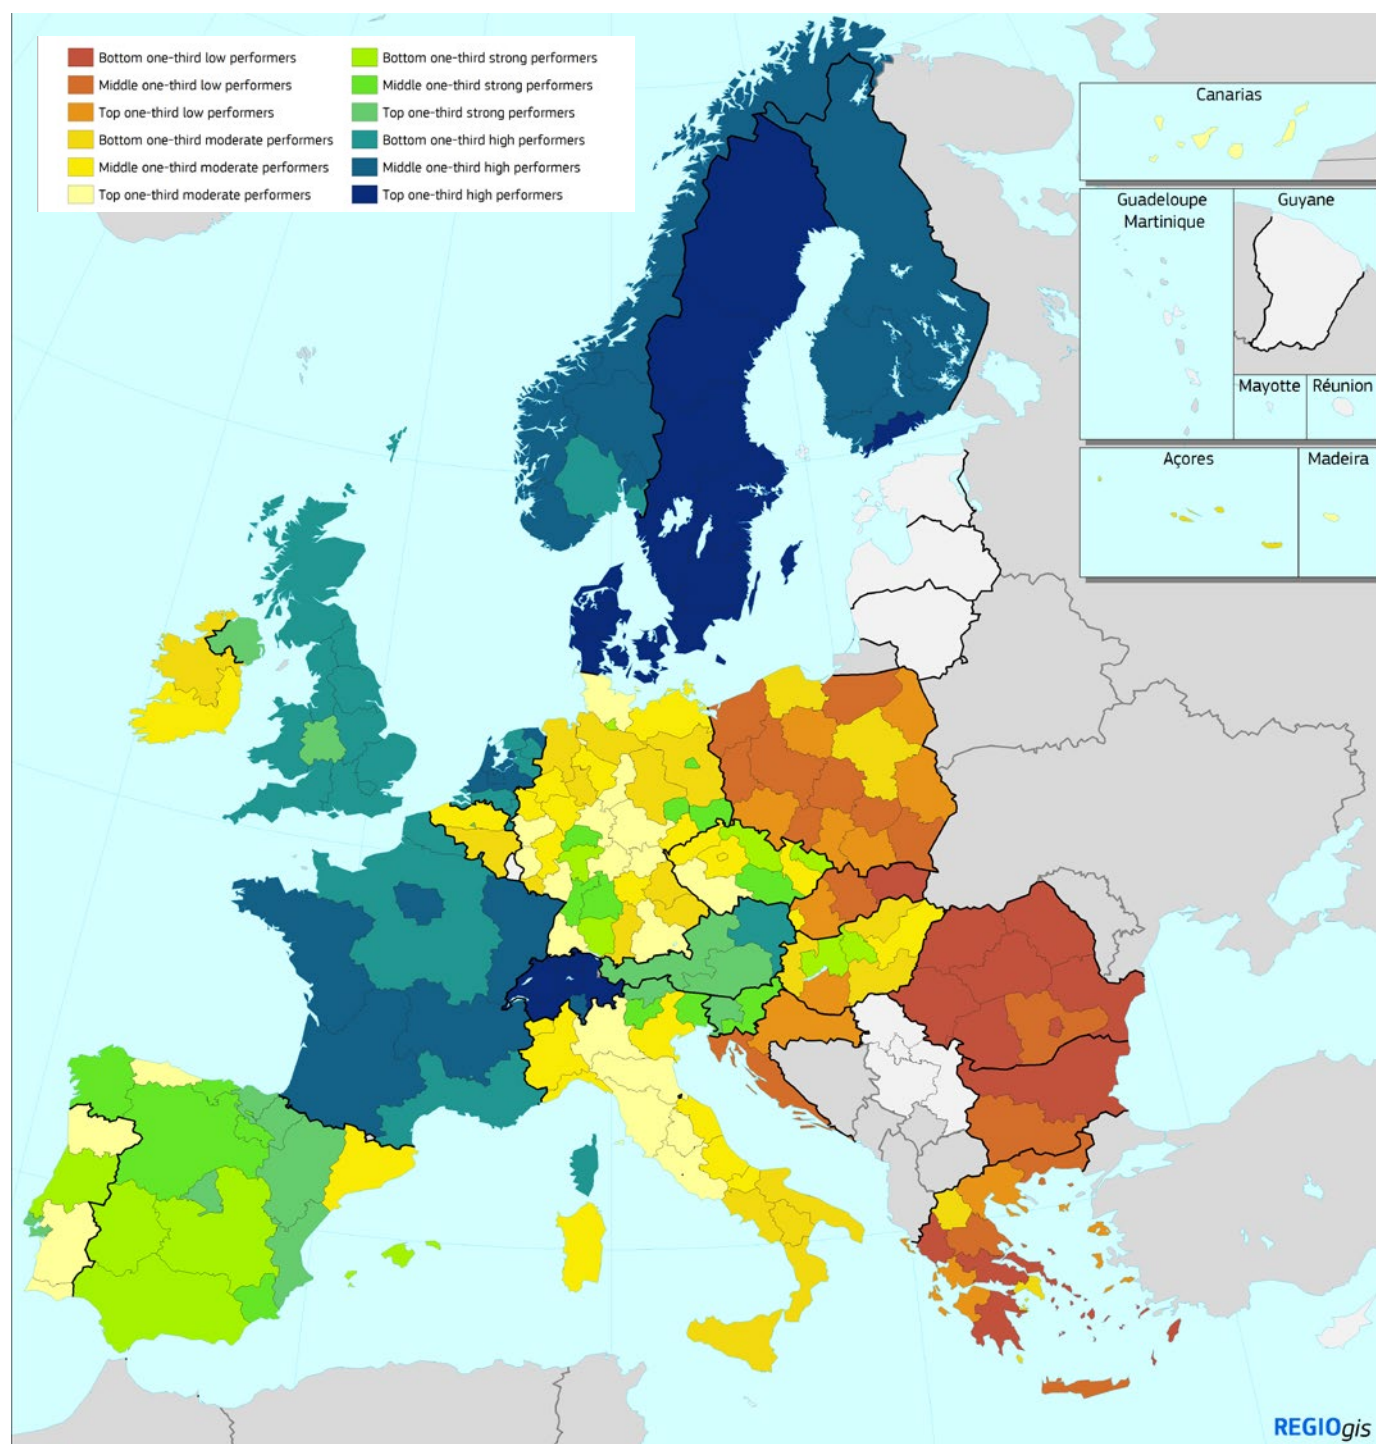 Bottom one-third low performers
Middle one-third low performers
Top one-third low performers
Bottom one-third moderate performers
Middle one-third moderate performers
Top one-third moderate performers
Bottom one-third strong performers
Middle one-third strong performers
Top one-third strong performers
Bottom one-third high performers
Middle one-third high performers
Top one-third high performers
Canarias
Guadeloupe
Martinique
Guyane
Mayotte
Réunion
Açores
Madeira
REGIOgis